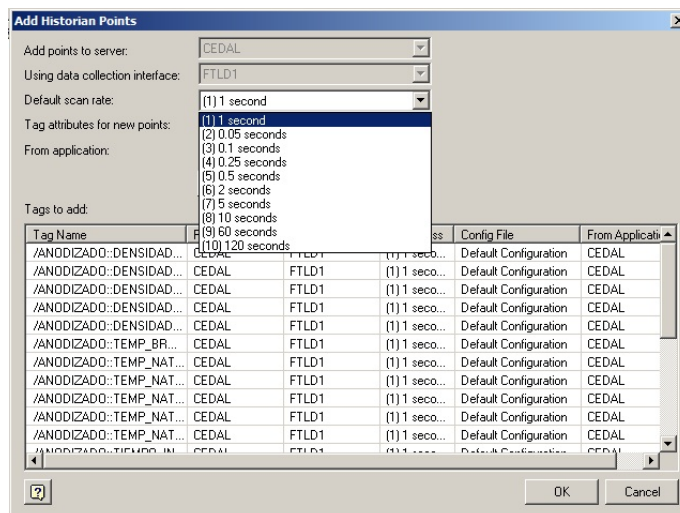 Add Historian Points
Add points to server: CEDAL
Using data collection interface: FTLD1
Default scan rate: (1) 1 second
Tag attributes for new points:
From application:
(1) 1 second
(2) 0.05 seconds
(3) 0.1 seconds
(4) 0.25 seconds
(5) 0.5 seconds
(6) 2 seconds
(7) 5 seconds
(8) 10 seconds
(9) 60 seconds
(10) 120 seconds
Tags to add:
Tag Name ss Config File From Applicati
/ANODIZADO::DENSIDAD... CEDAL FTLD1 (1) 1 seco... Default Configuration CEDAL
/ANODIZADO::DENSIDAD... CEDAL FTLD1 (1) 1 seco... Default Configuration CEDAL
/ANODIZADO::DENSIDAD... CEDAL FTLD1 (1) 1 seco... Default Configuration CEDAL
/ANODIZADO::DENSIDAD... CEDAL FTLD1 (1) 1 seco... Default Configuration CEDAL
/ANODIZADO::TEMP_BR... CEDAL FTLD1 (1) 1 seco... Default Configuration CEDAL
/ANODIZADO::TEMP_NAT... CEDAL FTLD1 (1) 1 seco... Default Configuration CEDAL
/ANODIZADO::TEMP_NAT... CEDAL FTLD1 (1) 1 seco... Default Configuration CEDAL
/ANODIZADO::TEMP_NAT... CEDAL FTLD1 (1) 1 seco... Default Configuration CEDAL
/ANODIZADO::TEMP_NAT... CEDAL FTLD1 (1) 1 seco... Default Configuration CEDAL
/ANODIZADO::TEMP_NAT... CEDAL FTLD1 (1) 1 seco... Default Configuration CEDAL
/ANODIZADO::TIEMPO_IN... CEDAL FTLD1 (1) 1 seco... Default Configuration CEDAL
OK Cancel